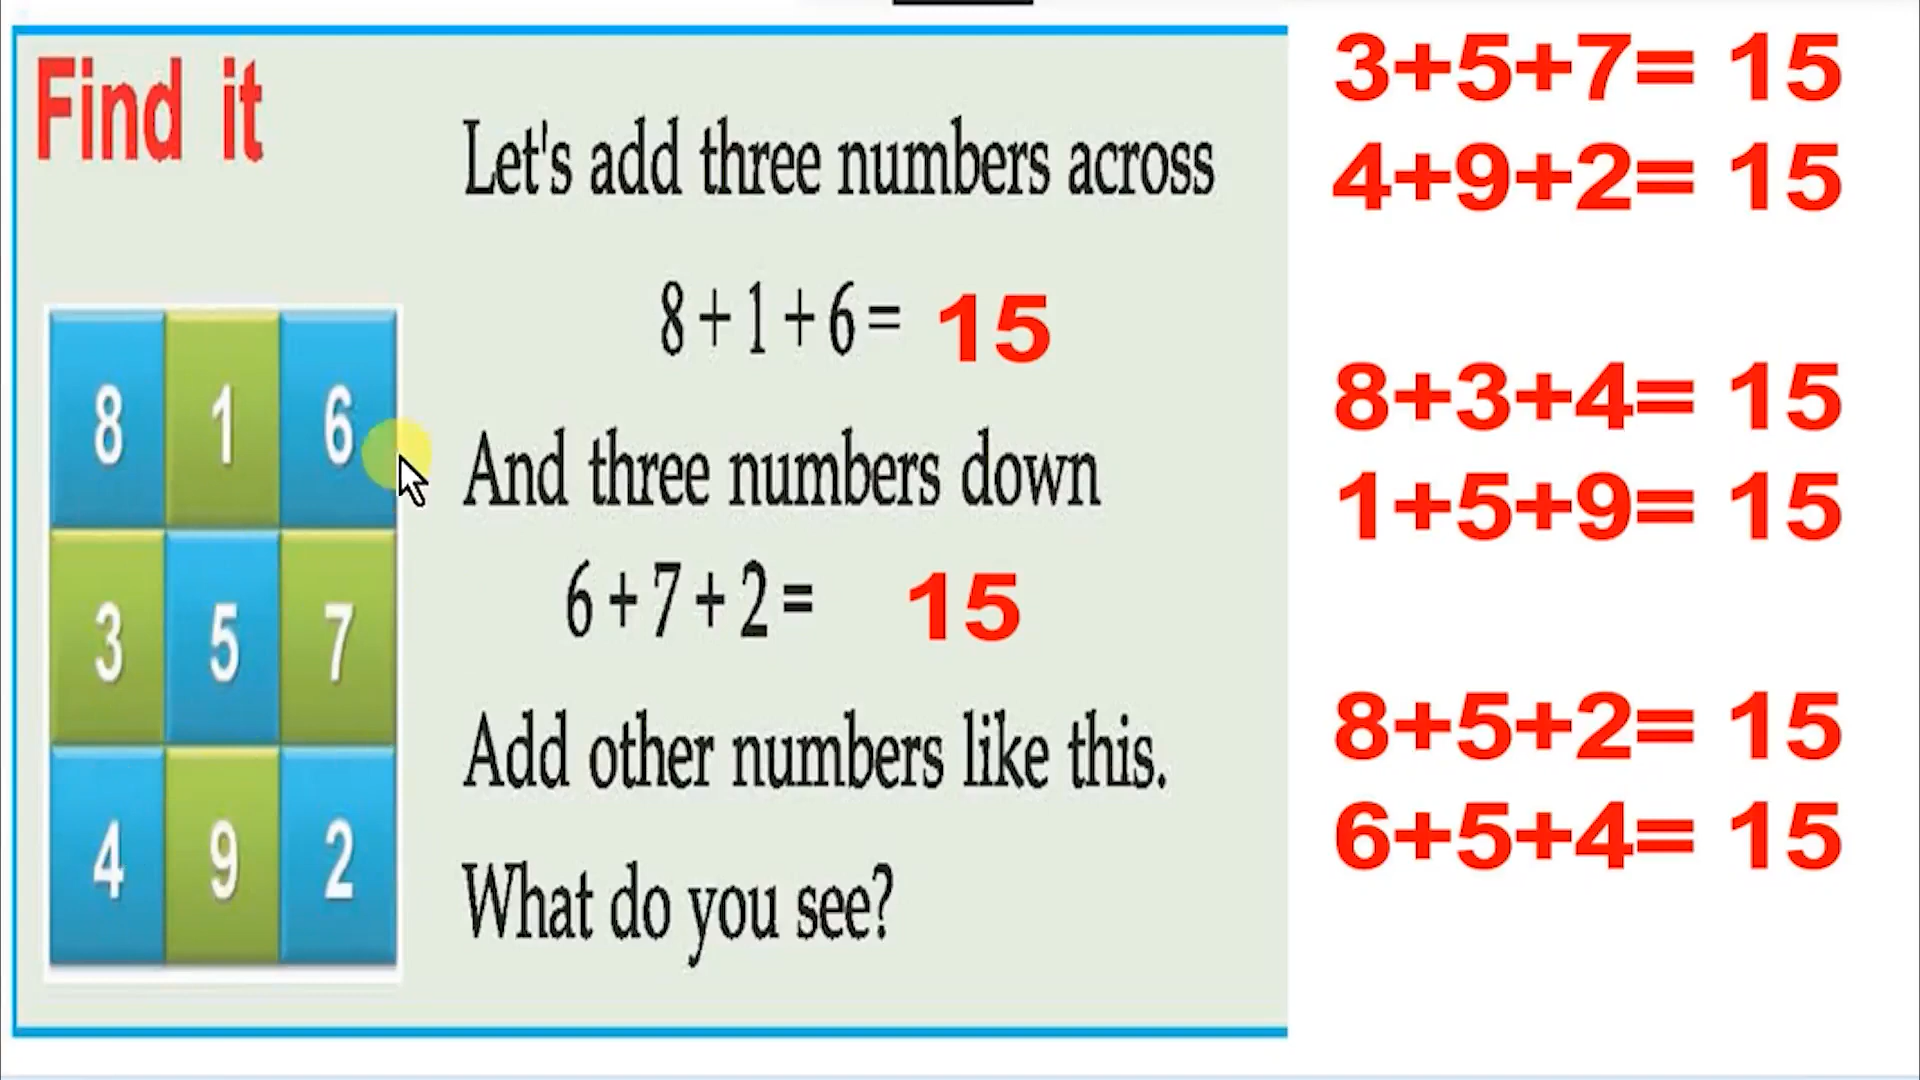 Find it
Let's add three numbers across
8 + 1 + 6 = 15
And three numbers down
6 + 7 + 2 = 15
Add other numbers like this.
What do you see?
8 1 6
3 5 7
4 9 2
3+5+7= 15
4+9+2= 15
8+3+4= 15
1+5+9= 15
8+5+2= 15
6+5+4= 15